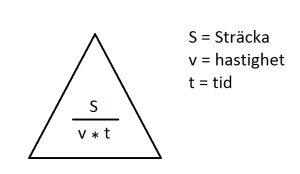 S = Sträcka
v = hastighet
t = tid
S
v * t